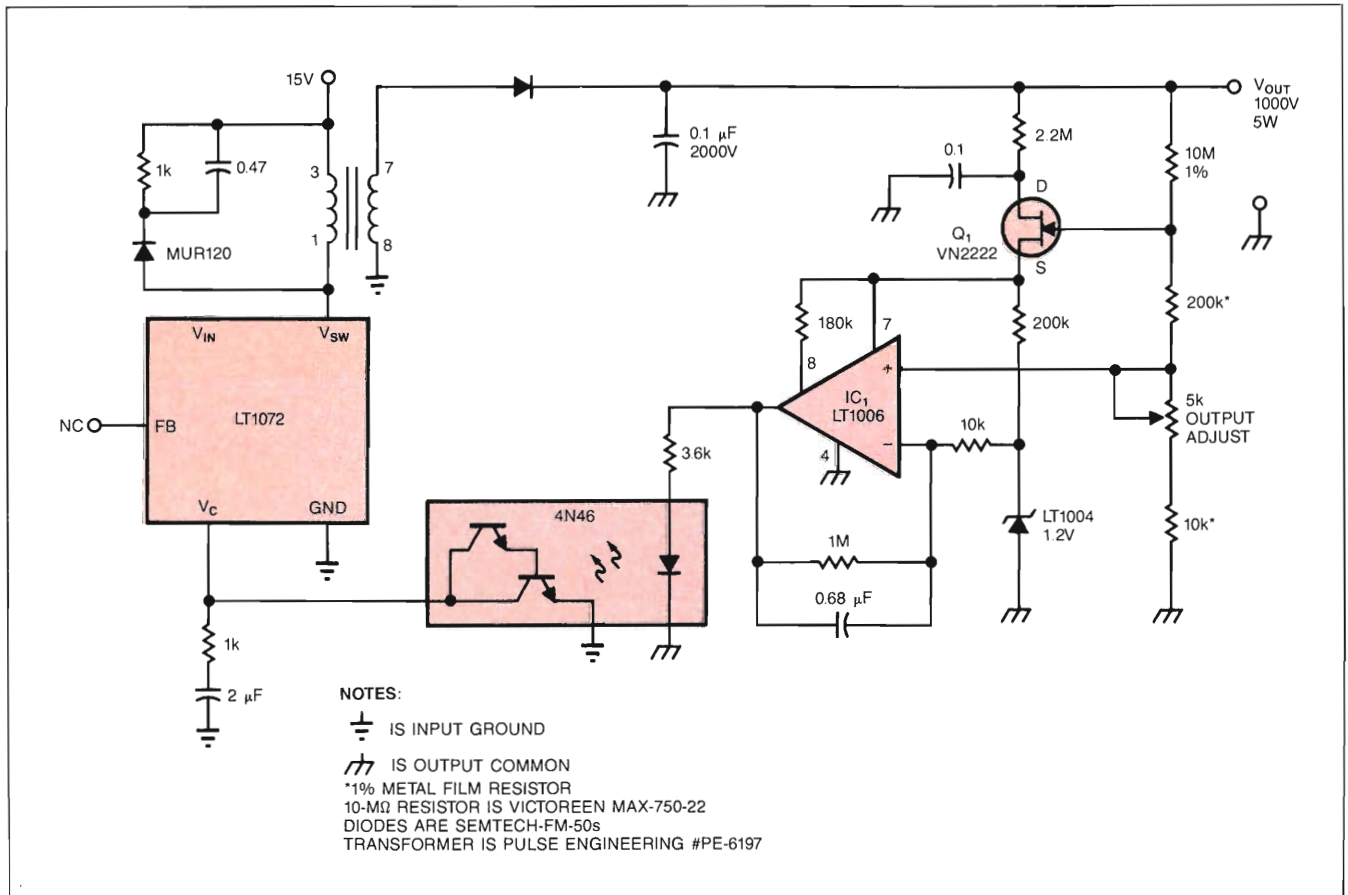 15V
1k
0.47
3
1
7
8
MUR120
VIN
VSW
LT1072
NC
FB
VC
GND
1k
2 µF
0.1 µF
2000V
0.1
2.2M
D
Q1
VN2222
S
VOUT
1000V
5W
10M
1%
200k*
5k
OUTPUT
ADJUST
10k*
180k
7
8
200k
+
IC1
LT1006
−
4
10k
LT1004
1.2V
3.6k
1M
0.68 µF
4N46
NOTES:
IS INPUT GROUND
IS OUTPUT COMMON
*1% METAL FILM RESISTOR
10-MΩ RESISTOR IS VICTOREEN MAX-750-22
DIODES ARE SEMTECH-FM-50s
TRANSFORMER IS PULSE ENGINEERING #PE-6197